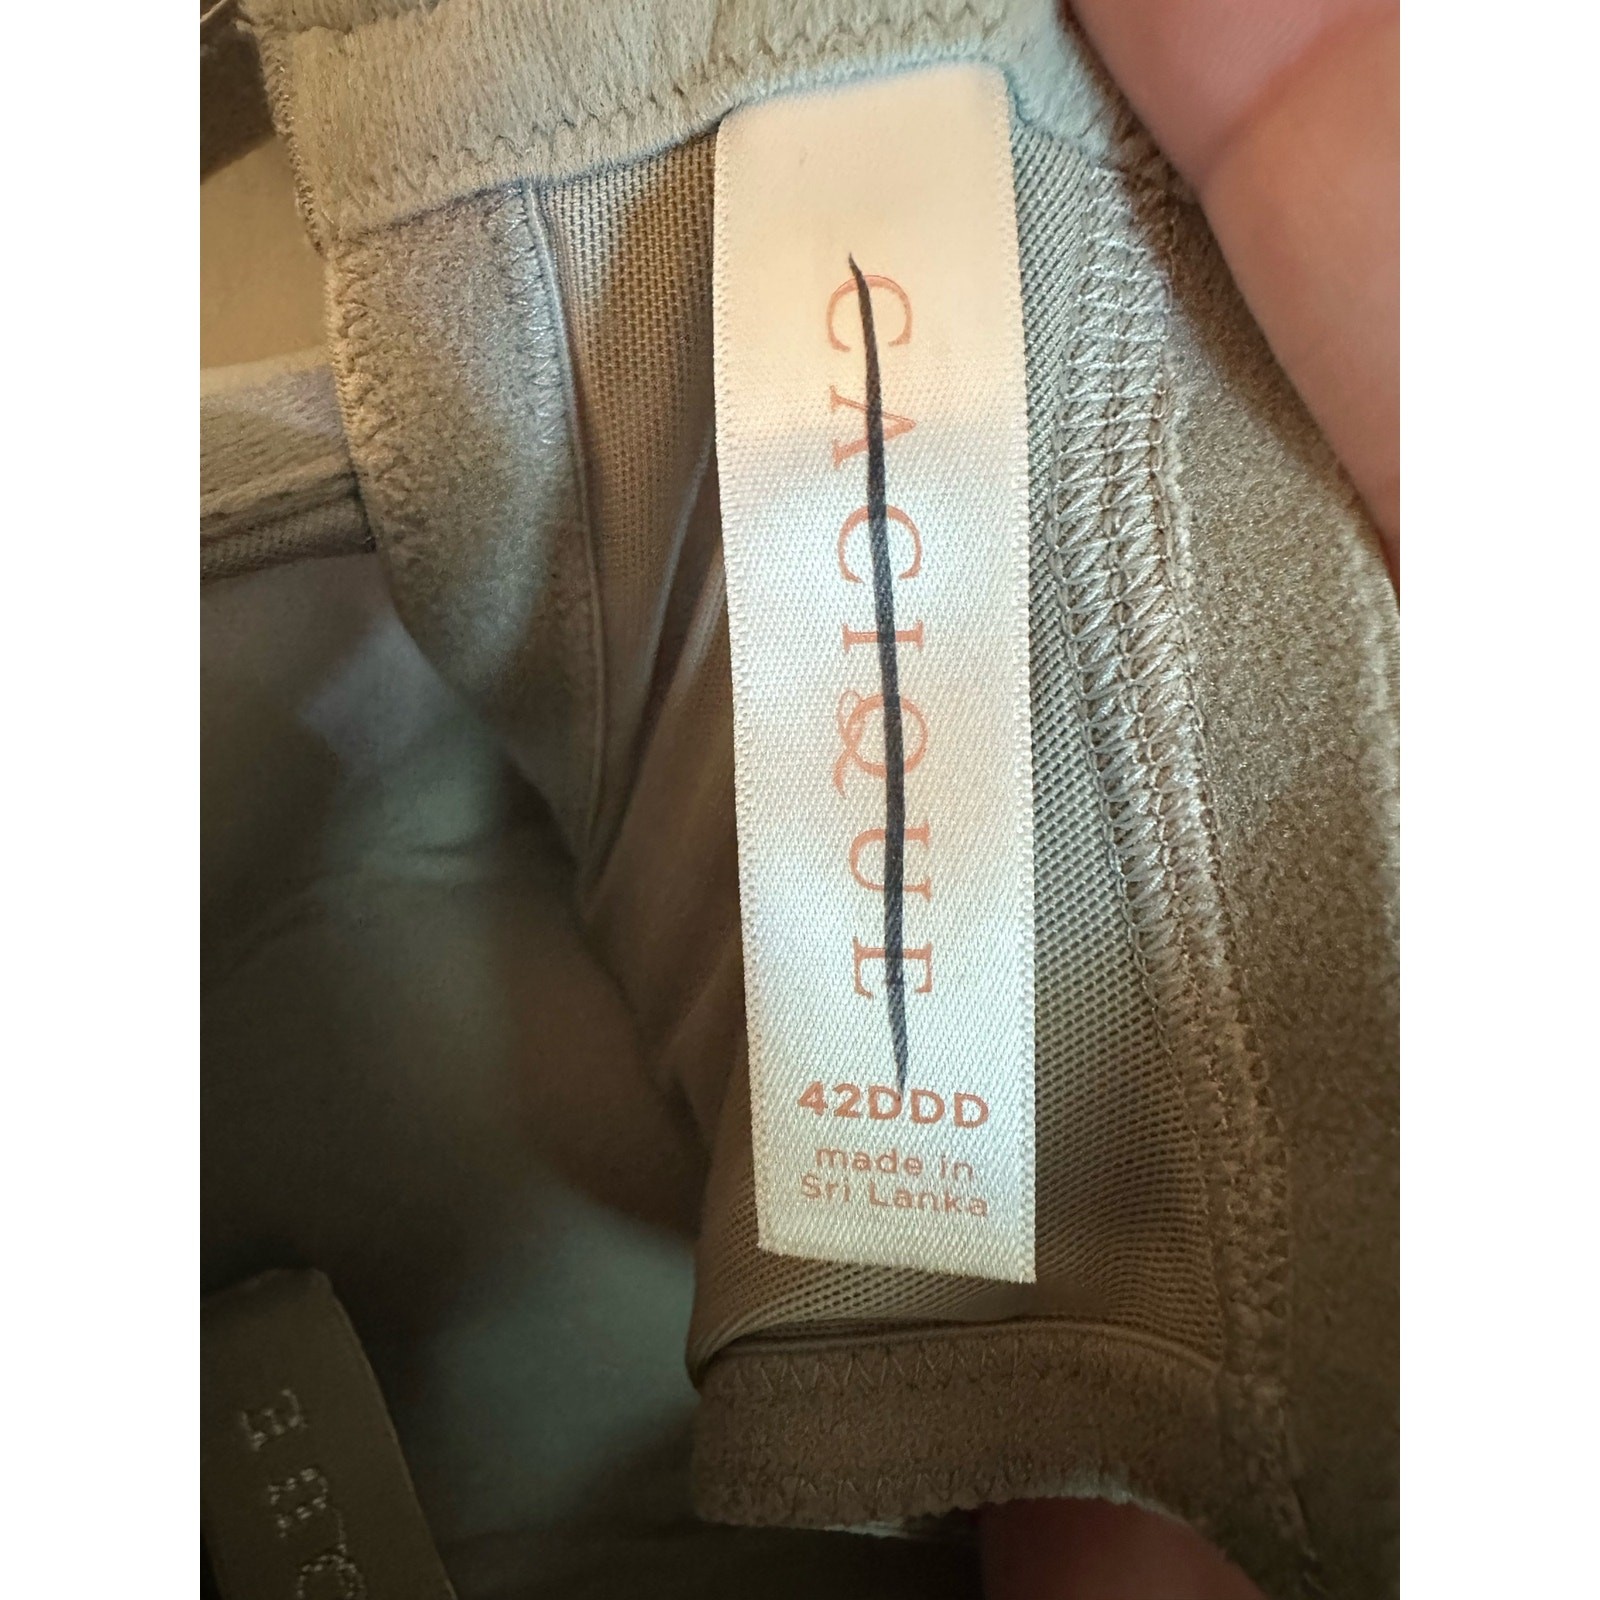 CACIQUE
42DDD
made in
Sri Lanka